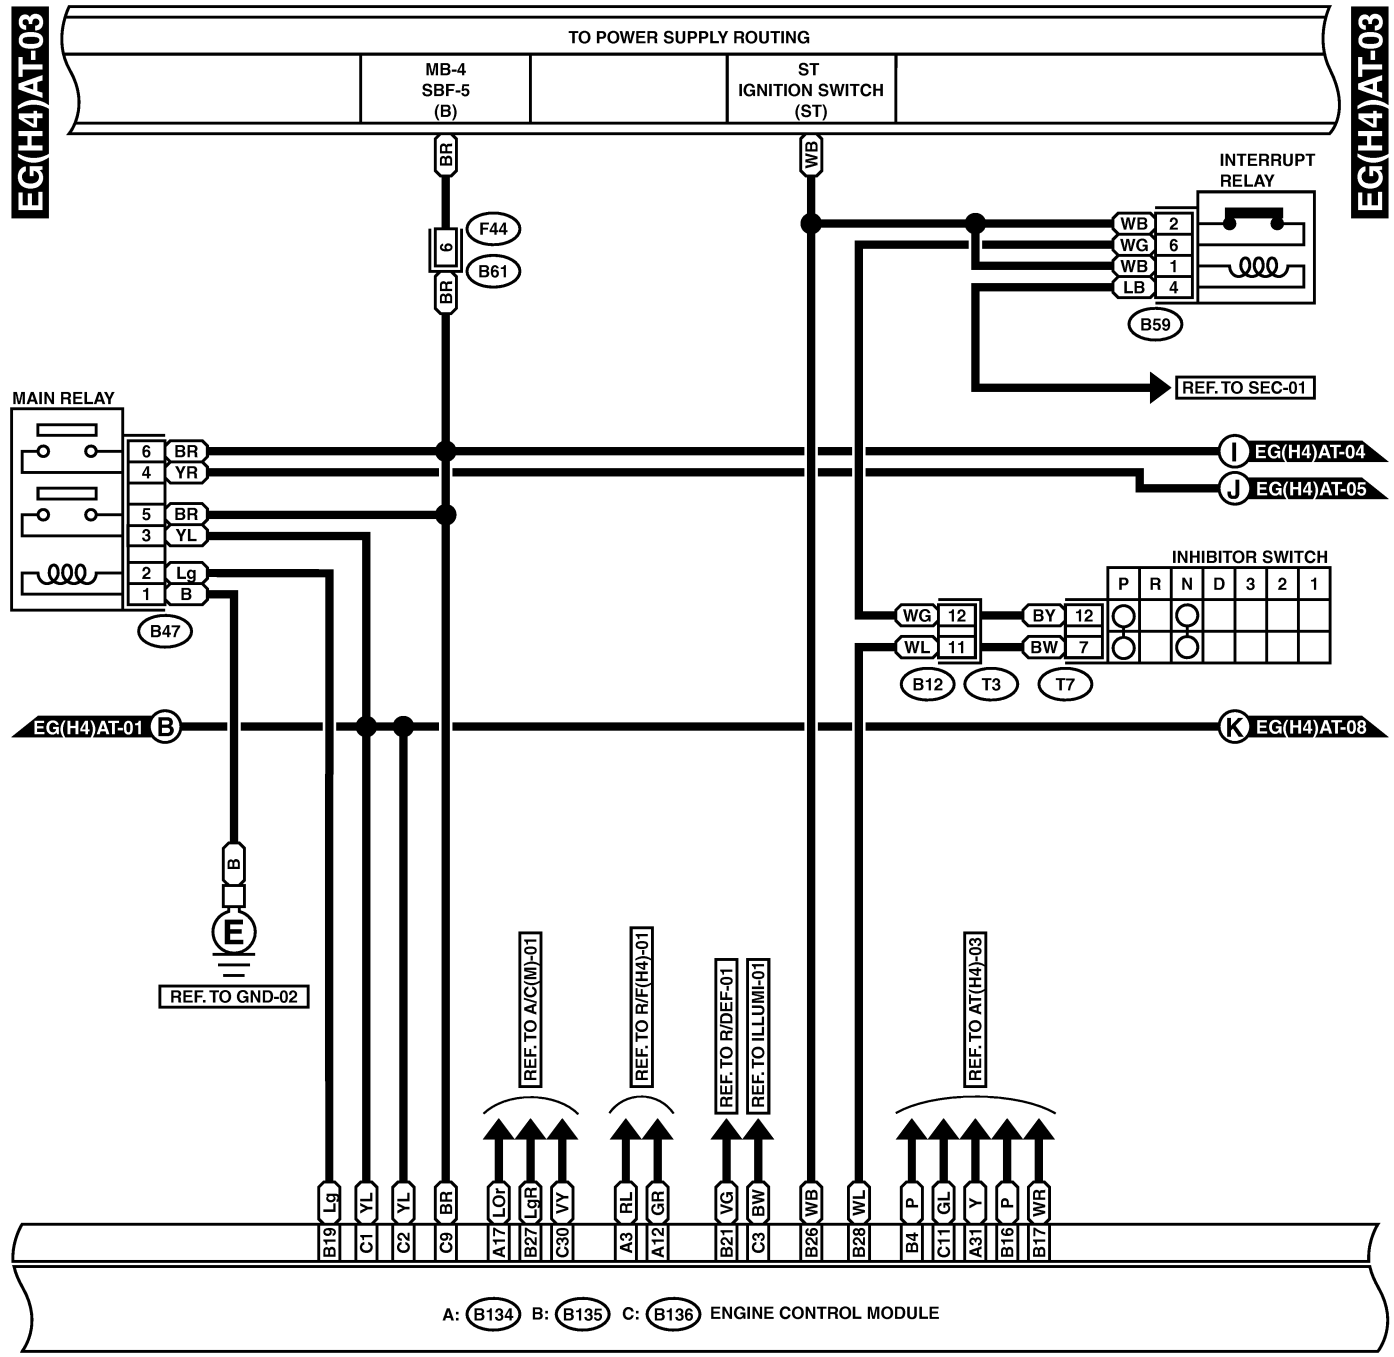 EG(H4)AT-03
EG(H4)AT-03
TO POWER SUPPLY ROUTING
MB-4
SBF-5
(B)
ST
IGNITION SWITCH
(ST)
BR
WB
F44
6
B61
BR
INTERRUPT
RELAY
WB 2
WG 6
WB 1
LB 4
B59
REF. TO SEC-01
MAIN RELAY
6 BR
4 YR
5 BR
3 YL
2 Lg
1 B
B47
I EG(H4)AT-04
J EG(H4)AT-05
INHIBITOR SWITCH
P R N D 3 2 1
WG 12 BY 12
WL 11 BW 7
B12 T3 T7
EG(H4)AT-01 B
K EG(H4)AT-08
B
E
REF. TO GND-02
REF. TO A/C(M)-01
REF. TO R/F(H4)-01
REF. TO R/DEF-01
REF. TO ILLUMI-01
REF. TO AT(H4)-03
Lg YL YL BR LOr LgR VY RL GR VG BW WB WL P GL Y P WR
B19 C1 C2 C9 A17 B27 C30 A3 A12 B21 C3 B26 B28 B4 C11 A31 B16 B17
A: B134 B: B135 C: B136 ENGINE CONTROL MODULE